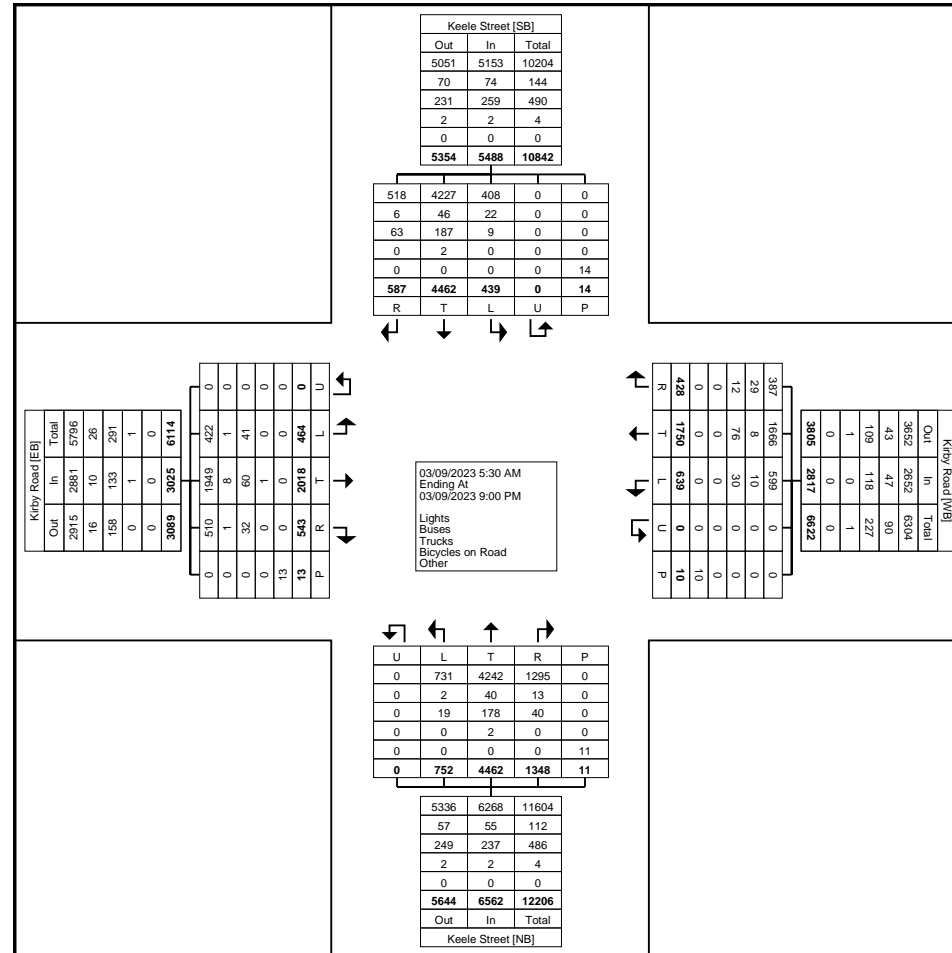 Keele Street [SB]
Out In Total
5051 5153 10204
70 74 144
231 259 490
2 2 4
0 0 0
5354 5488 10842
518 4227 408 0 0
6 46 22 0 0
63 187 9 0 0
0 2 0 0 0
0 0 0 0 14
587 4462 439 0 14
R T L U P
Kirby Road [EB]
Total In Out
5796 2881 2915
26 10 16
291 133 158
1 1 0
0 0 0
6114 3025 3089
0 422 1949 510 0
0 1 8 1 0
0 41 60 32 0
0 0 1 0 0
0 0 0 0 13
0 464 2018 543 13
U L T R P
03/09/2023 5:30 AM
Ending At
03/09/2023 9:00 PM
Lights
Buses
Trucks
Bicycles on Road
Other
Kirby Road [WB]
Out In Total
3652 2652 6304
43 47 90
109 118 227
1 0 1
0 0 0
3805 2817 6622
387 1666 599 0 0
29 8 10 0 0
12 76 30 0 0
0 0 0 0 0
0 0 0 0 10
428 1750 639 0 10
R T L U P
U L T R P
0 731 4242 1295 0
0 2 40 13 0
0 19 178 40 0
0 0 2 0 0
0 0 0 0 11
0 752 4462 1348 11
5336 6268 11604
57 55 112
249 237 486
2 2 4
0 0 0
5644 6562 12206
Out In Total
Keele Street [NB]